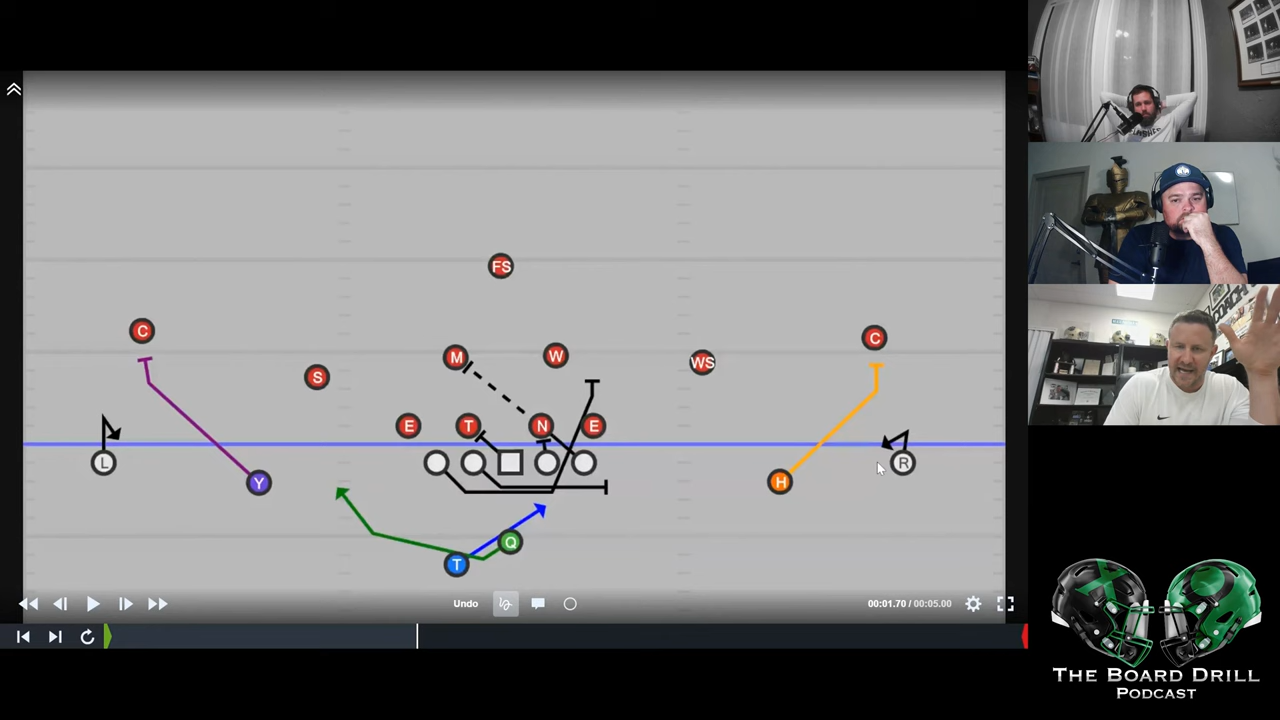 FS
C
C
M
W
WS
S
E
T
N
E
L
R
Y
H
Q
T
Undo
00:01.70 / 00:05.00
THE BOARD DRILL
PODCAST